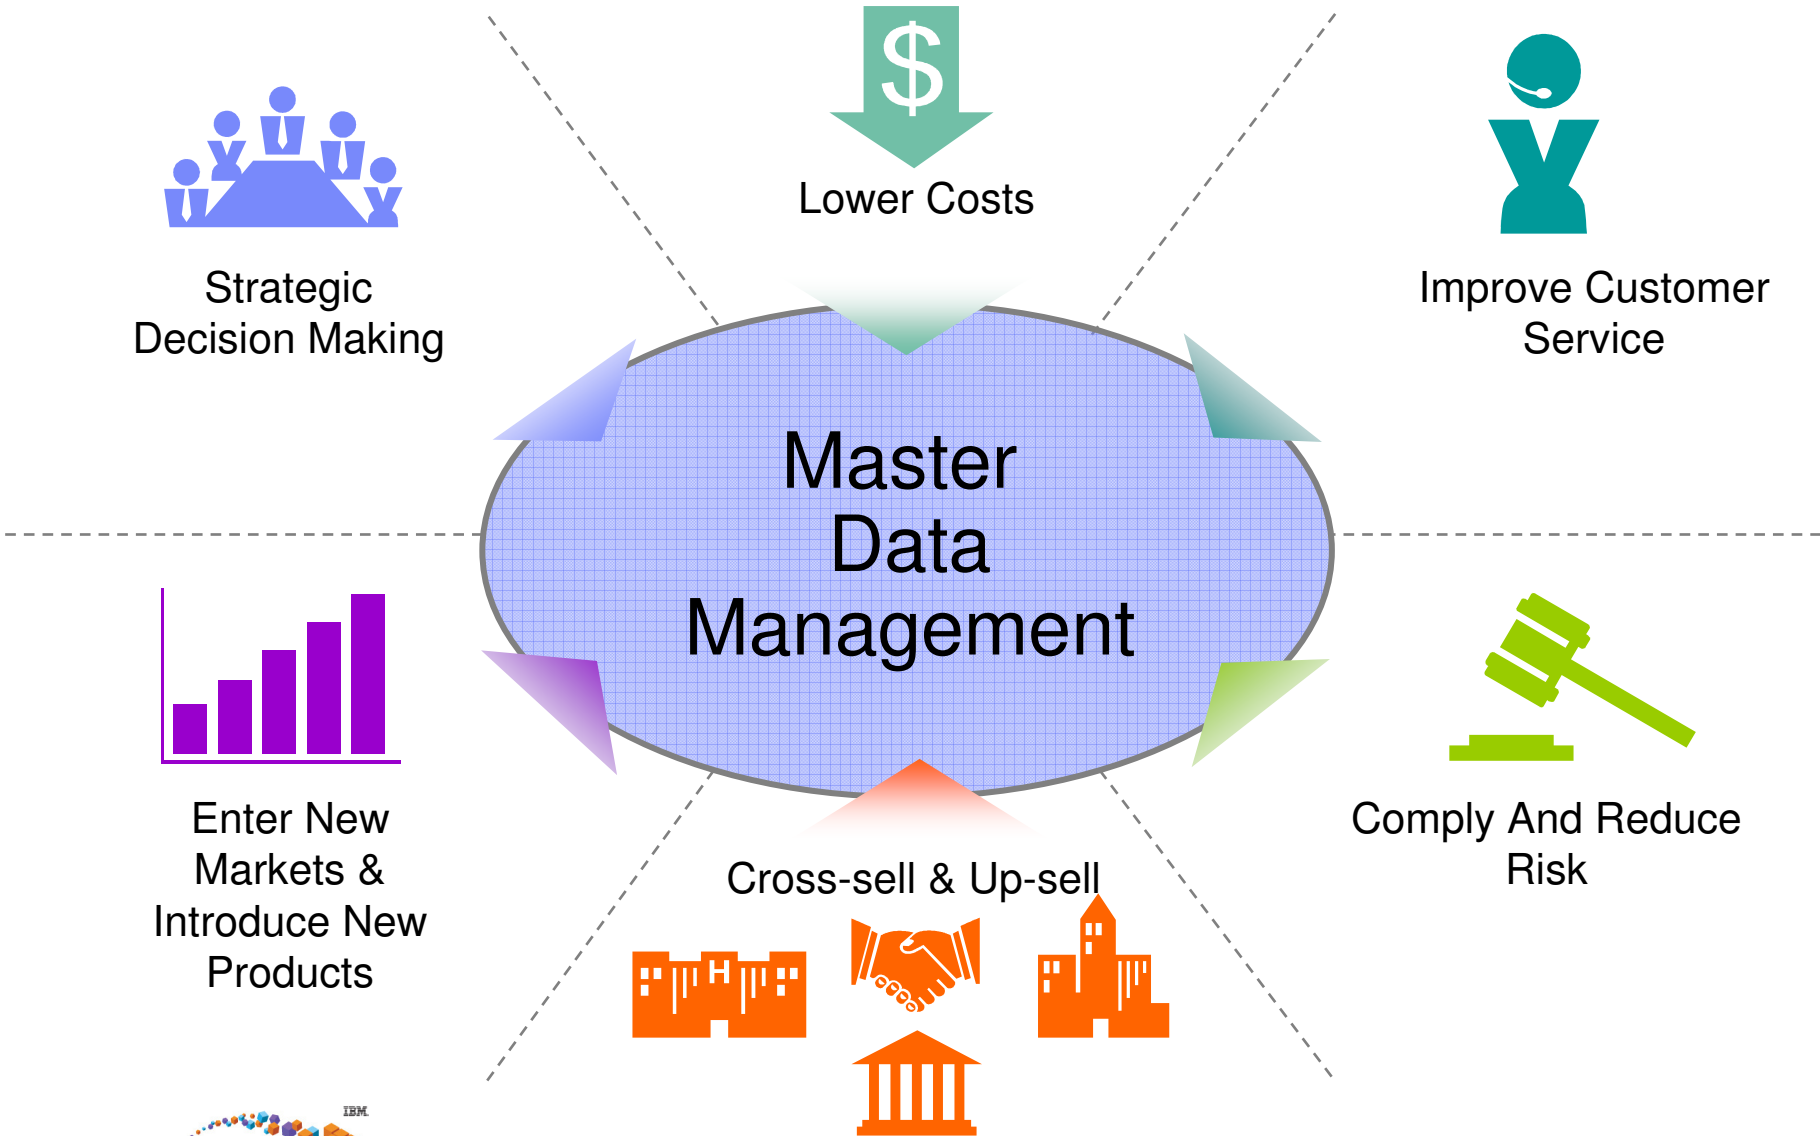 $
Lower Costs
Strategic
Decision Making
Improve Customer
Service
Master
Data
Management
Enter New
Markets &
Introduce New
Products
Comply And Reduce
Risk
Cross-sell & Up-sell
H
IBM